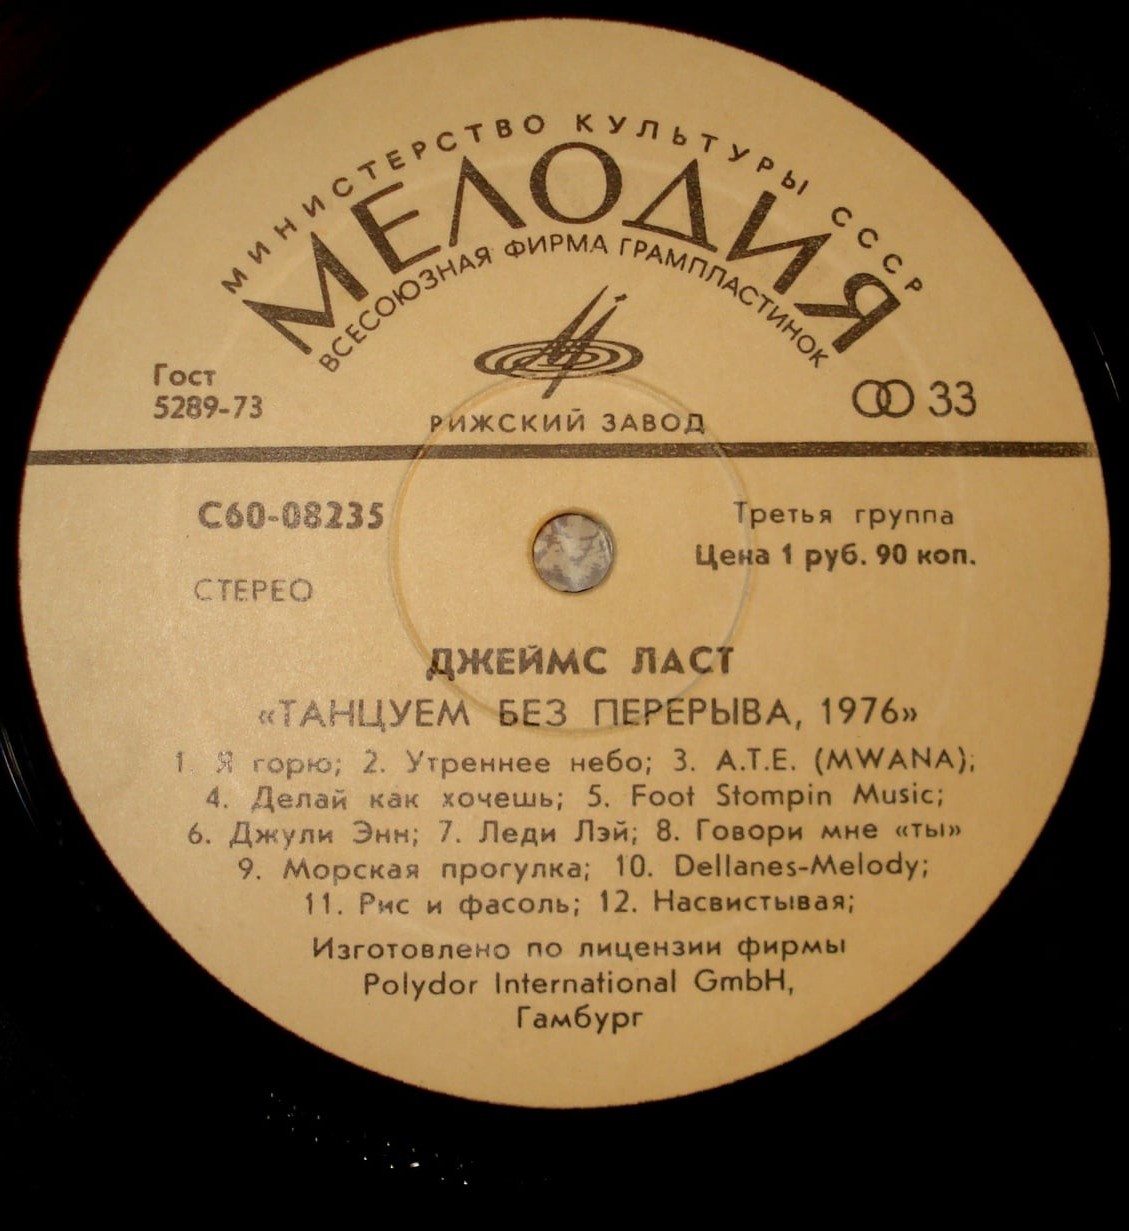 МИНИСТЕРСТВО КУЛЬТУРЫ СССР
МЕЛОДИЯ
ВСЕСОЮЗНАЯ ФИРМА ГРАМПЛАСТИНОК
Гост
5289-73
33
РИЖСКИЙ ЗАВОД
С60-08235
Третья группа
Цена 1 руб. 90 коп.
СТЕРЕО
ДЖЕЙМС ЛАСТ
«ТАНЦУЕМ БЕЗ ПЕРЕРЫВА, 1976»
1. Я горю; 2. Утреннее небо; 3. A.T.E. (MWANA);
4. Делай как хочешь; 5. Foot Stompin Music;
6. Джули Энн; 7. Леди Лэй; 8. Говори мне «ты»
9. Морская прогулка; 10. Dellanes-Melody;
11. Рис и фасоль; 12. Насвистывая;
Изготовлено по лицензии фирмы
Polydor International GmbH,
Гамбург